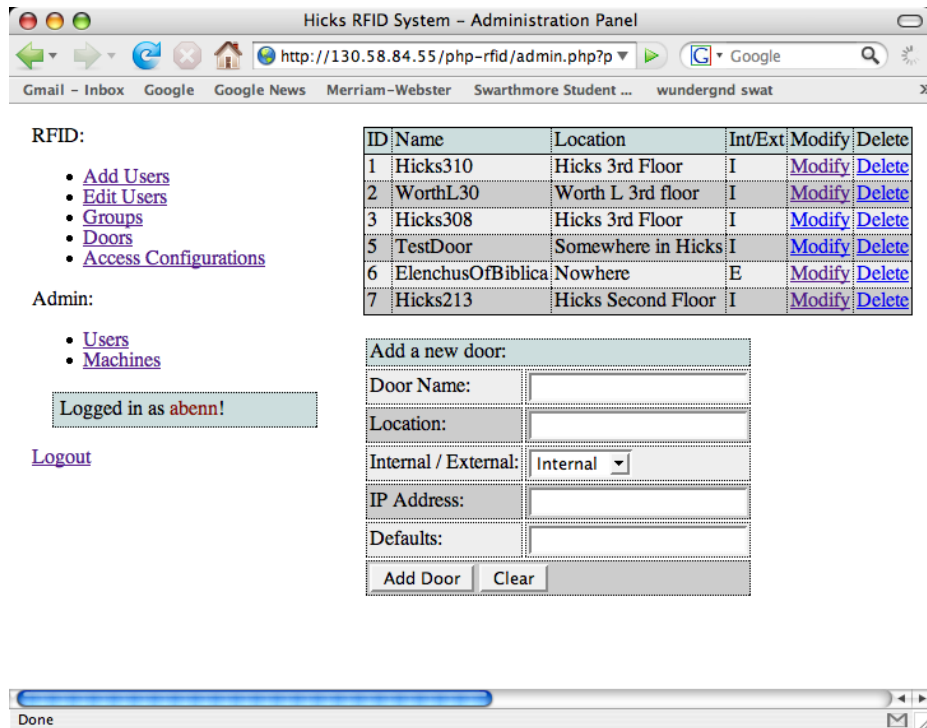 Hicks RFID System – Administration Panel
http://130.58.84.55/php-rfid/admin.php?p
G Google
Gmail – Inbox Google Google News Merriam-Webster Swarthmore Student ... wundergnd swat »
RFID:
Add Users
Edit Users
Groups
Doors
Access Configurations
Admin:
Users
Machines
Logged in as abenn!
Logout
ID Name Location Int/Ext Modify Delete
1 Hicks310 Hicks 3rd Floor I Modify Delete
2 WorthL30 Worth L 3rd floor I Modify Delete
3 Hicks308 Hicks 3rd Floor I Modify Delete
5 TestDoor Somewhere in Hicks I Modify Delete
6 ElenchusOfBiblica Nowhere E Modify Delete
7 Hicks213 Hicks Second Floor I Modify Delete
Add a new door:
Door Name:
Location:
Internal / External: Internal
IP Address:
Defaults:
Add Door Clear
Done